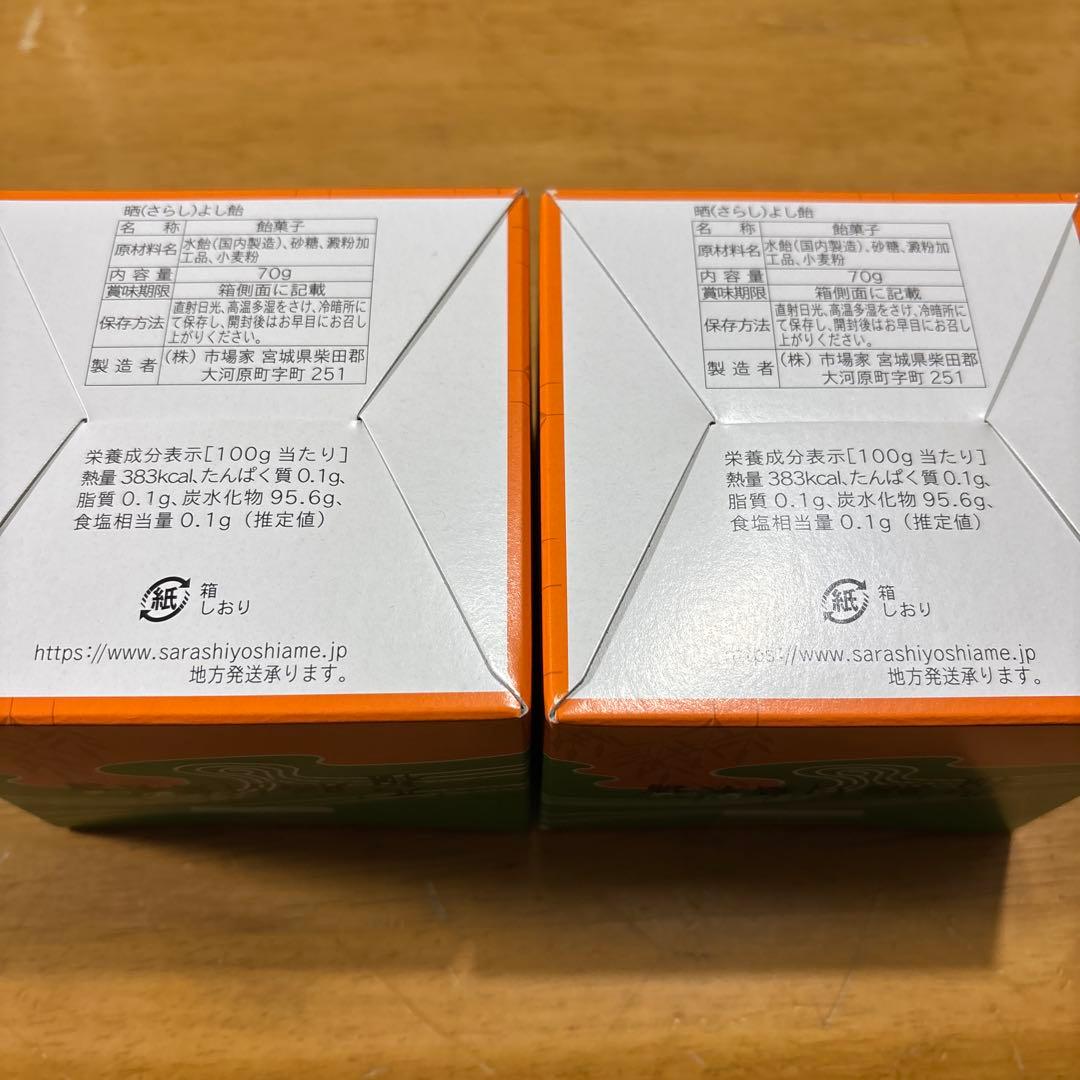 晒(さらし)よし飴
名 称 飴菓子
原材料名 水飴(国内製造)、砂糖、澱粉加
工品、小麦粉
内容量 70g
賞味期限 箱側面に記載
保存方法 直射日光、高温多湿をさけ、冷暗所に
て保存し、開封後はお早目にお召し
上がりください。
製造者 (株) 市場家 宮城県柴田郡
大河原町字町 251
栄養成分表示[100g 当たり]
熱量 383kcal、たんぱく質 0.1g、
脂質 0.1g、炭水化物 95.6g、
食塩相当量 0.1g (推定値)
紙 箱
しおり
https://www.sarashiyoshiame.jp
地方発送承ります。
晒(さらし)よし飴
名 称 飴菓子
原材料名 水飴(国内製造)、砂糖、澱粉加
工品、小麦粉
内容量 70g
賞味期限 箱側面に記載
保存方法 直射日光、高温多湿をさけ、冷暗所に
て保存し、開封後はお早目にお召し
上がりください。
製造者 (株) 市場家 宮城県柴田郡
大河原町字町 251
栄養成分表示[100g 当たり]
熱量 383kcal、たんぱく質 0.1g、
脂質 0.1g、炭水化物 95.6g、
食塩相当量 0.1g (推定値)
紙 箱
しおり
https://www.sarashiyoshiame.jp
地方発送承ります。